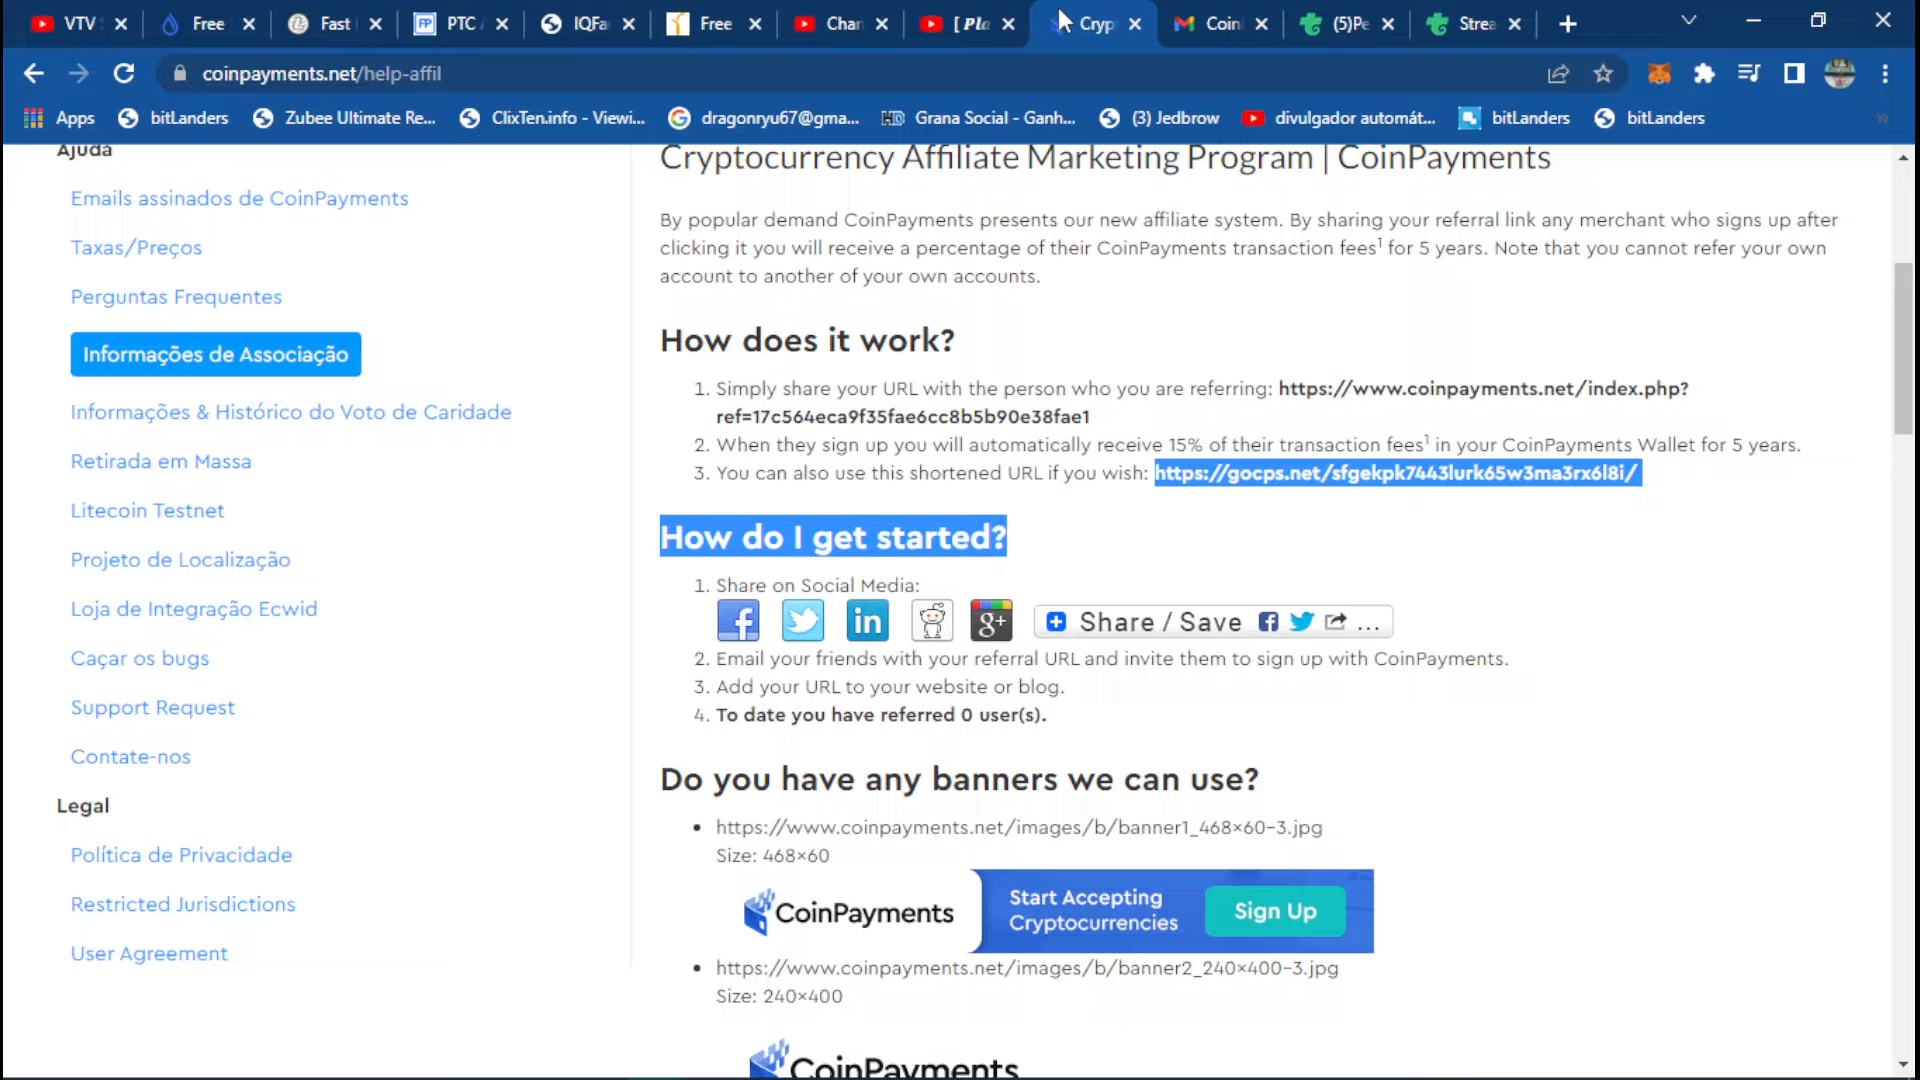 VTV
Free
Fast
PTC
IQFa
Free
Chan
[ Pla
Cryp
Coin
(5)Pe
Strea
coinpayments.net/help-affil
Apps
bitLanders
Zubee Ultimate Re...
ClixTen.info - Viewi...
dragonryu67@gma...
Grana Social - Ganh...
(3) Jedbrow
divulgador automát...
bitLanders
bitLanders
Ajuda
Emails assinados de CoinPayments
Taxas/Preços
Perguntas Frequentes
Informações de Associação
Informações & Histórico do Voto de Caridade
Retirada em Massa
Litecoin Testnet
Projeto de Localização
Loja de Integração Ecwid
Caçar os bugs
Support Request
Contate-nos
Legal
Política de Privacidade
Restricted Jurisdictions
User Agreement
Cryptocurrency Affiliate Marketing Program | CoinPayments
By popular demand CoinPayments presents our new affiliate system. By sharing your referral link any merchant who signs up after
clicking it you will receive a percentage of their CoinPayments transaction fees¹ for 5 years. Note that you cannot refer your own
account to another of your own accounts.
How does it work?
1. Simply share your URL with the person who you are referring: https://www.coinpayments.net/index.php?
ref=17c564eca9f35fae6cc8b5b90e38fae1
2. When they sign up you will automatically receive 15% of their transaction fees¹ in your CoinPayments Wallet for 5 years.
3. You can also use this shortened URL if you wish: https://gocps.net/sfgekpk7443lurk65w3ma3rx6l8i/
How do I get started?
1. Share on Social Media:
Share / Save ...
2. Email your friends with your referral URL and invite them to sign up with CoinPayments.
3. Add your URL to your website or blog.
4. To date you have referred 0 user(s).
Do you have any banners we can use?
https://www.coinpayments.net/images/b/banner1_468x60-3.jpg
Size: 468x60
CoinPayments
Start Accepting
Cryptocurrencies
Sign Up
https://www.coinpayments.net/images/b/banner2_240x400-3.jpg
Size: 240x400
CoinPayments